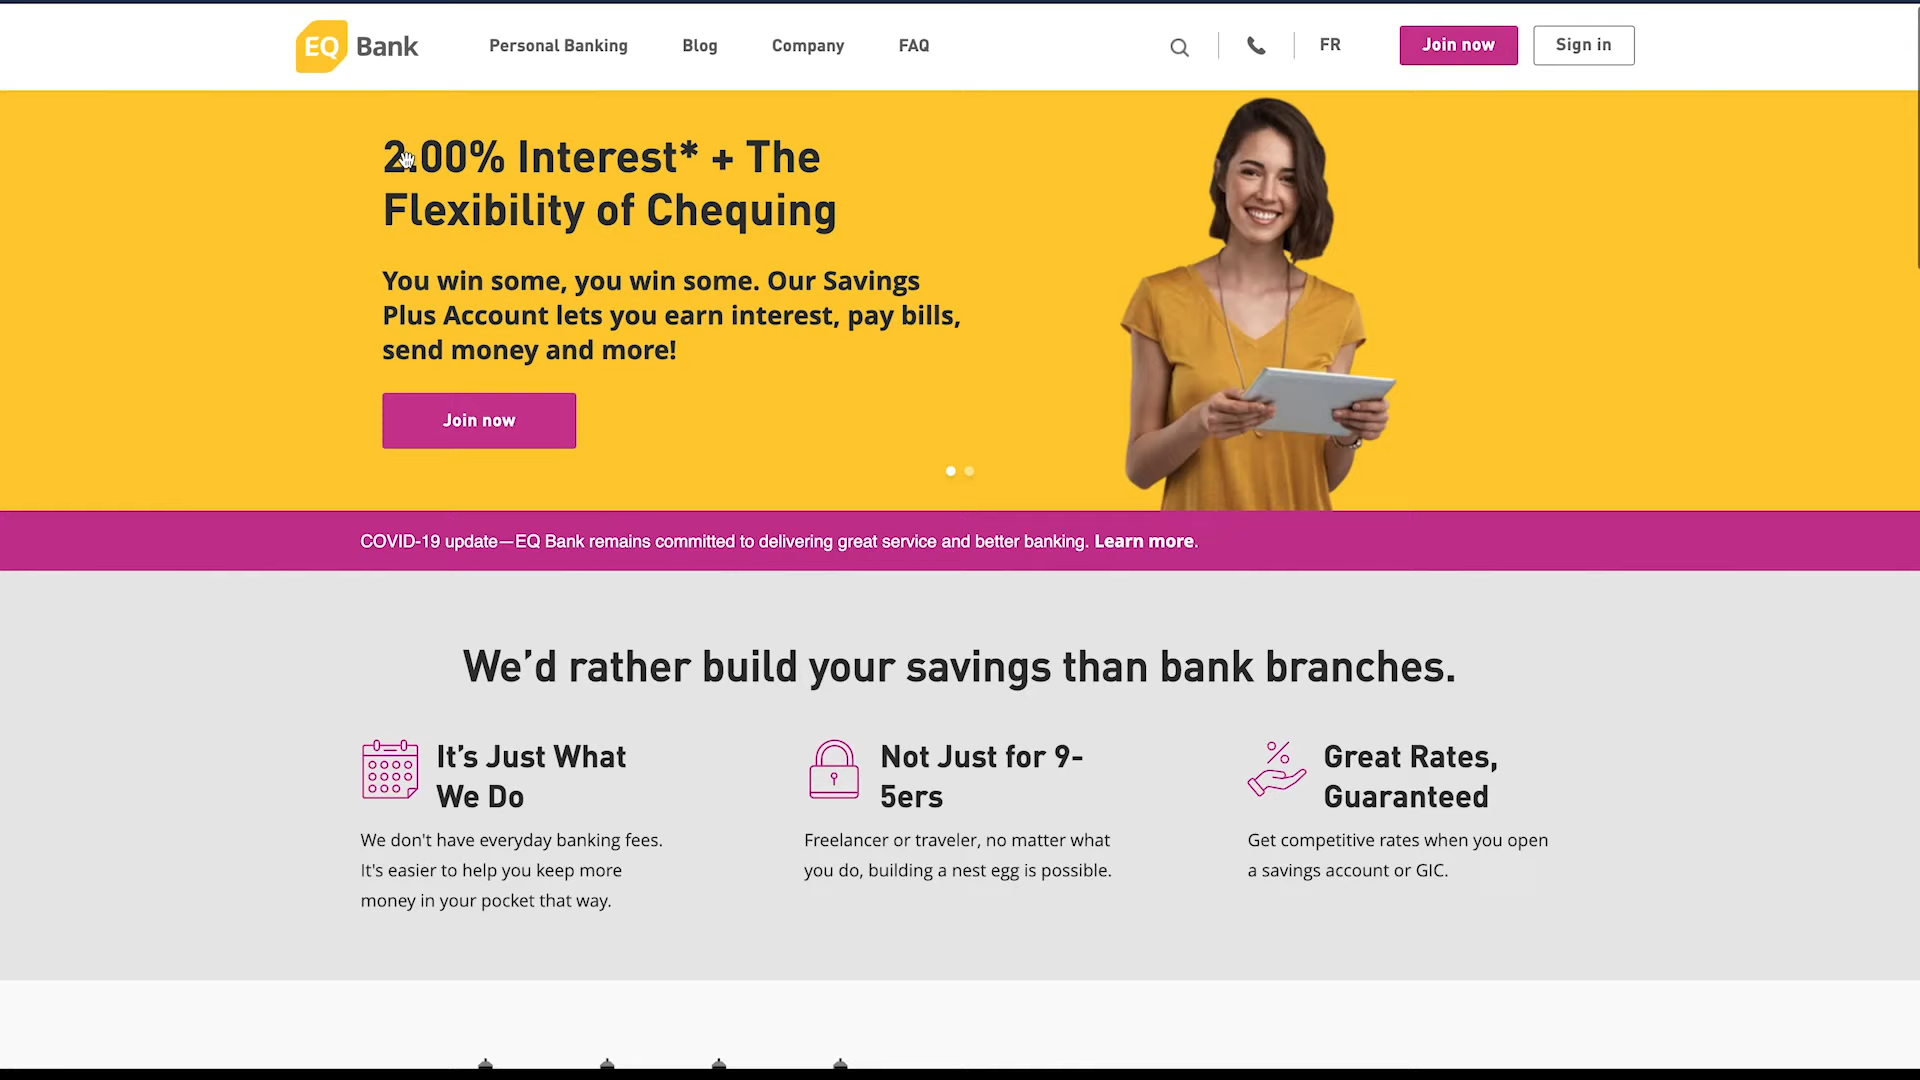 EQ Bank
Personal Banking
Blog
Company
FAQ
FR
Join now
Sign in
2.00% Interest* + The
Flexibility of Chequing
You win some, you win some. Our Savings
Plus Account lets you earn interest, pay bills,
send money and more!
Join now
COVID-19 update—EQ Bank remains committed to delivering great service and better banking. Learn more.
We’d rather build your savings than bank branches.
It’s Just What
We Do
We don't have everyday banking fees.
It's easier to help you keep more
money in your pocket that way.
Not Just for 9-
5ers
Freelancer or traveler, no matter what
you do, building a nest egg is possible.
Great Rates,
Guaranteed
Get competitive rates when you open
a savings account or GIC.